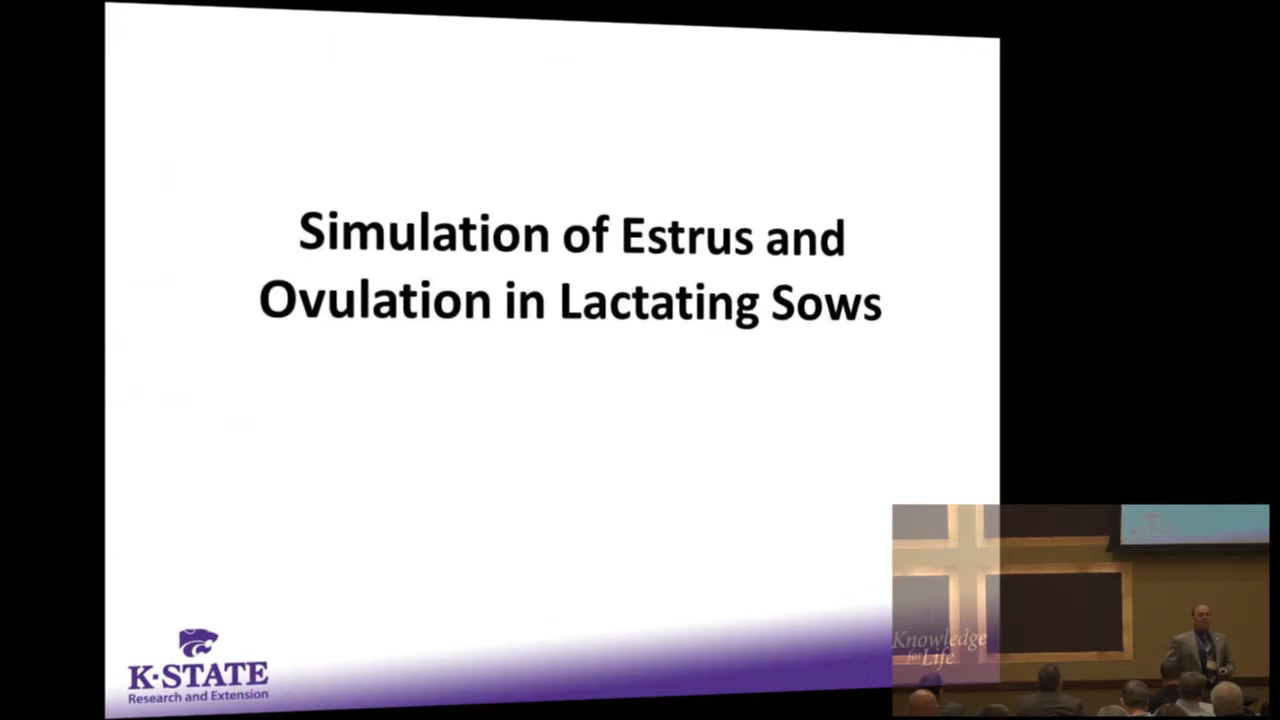 Simulation of Estrus and
Ovulation in Lactating Sows
K-STATE
Research and Extension
Knowledge
for Life